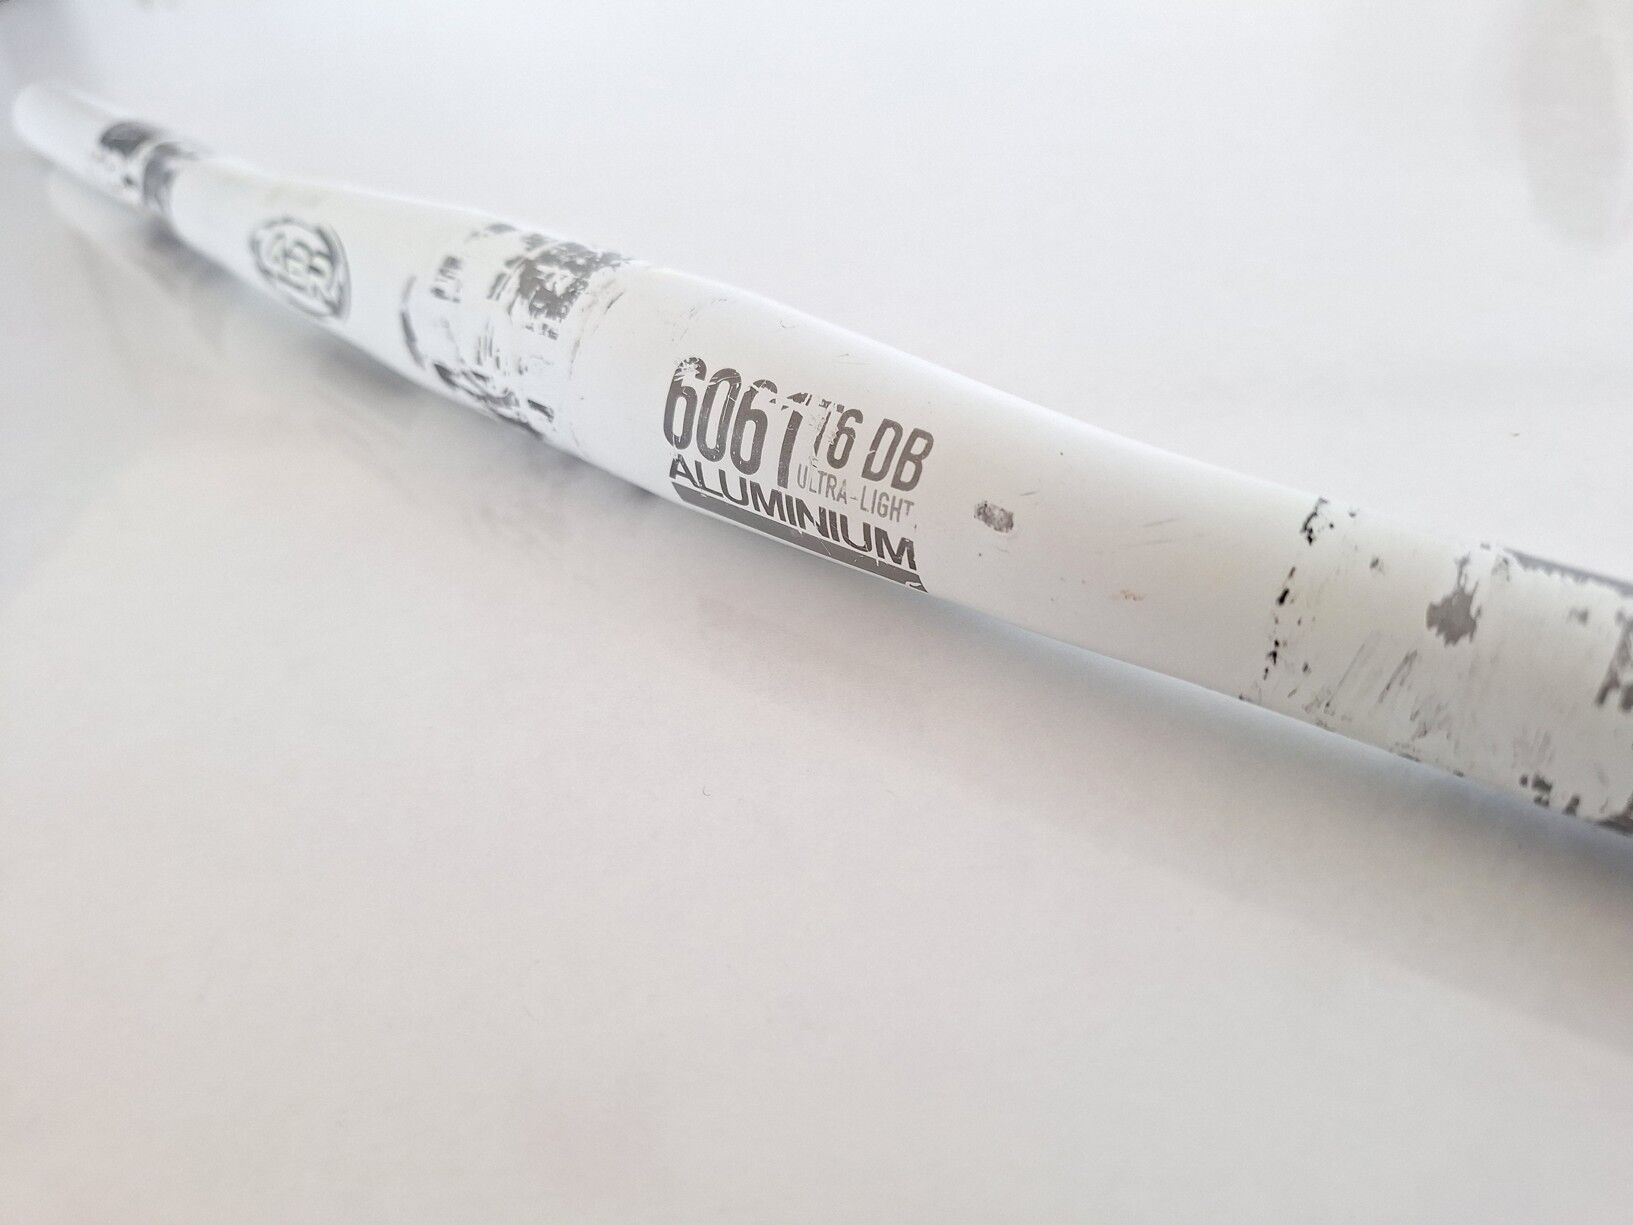 6061 T6 DB
ULTRA-LIGHT
ALUMINIUM